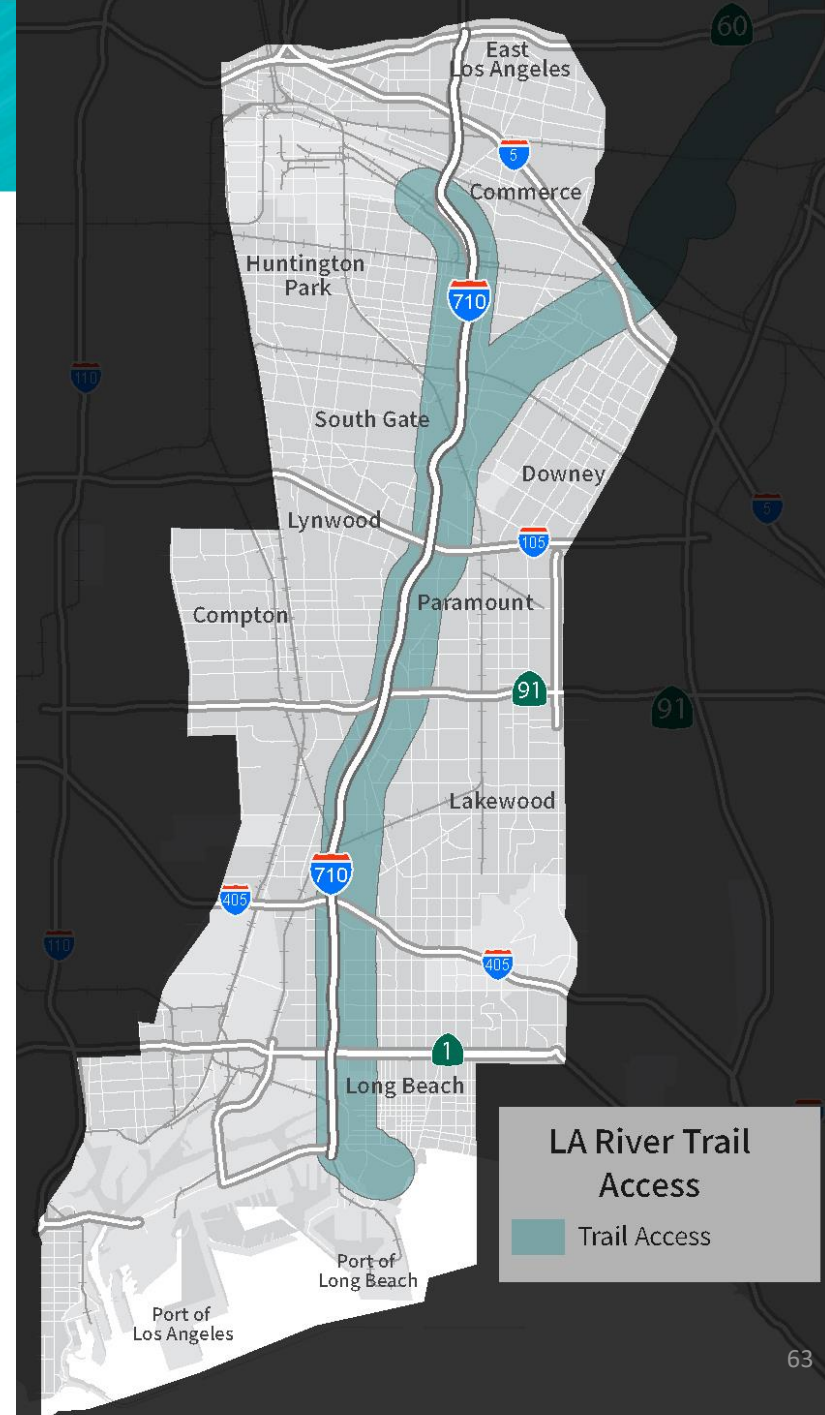 60
East
Los Angeles
5
Commerce
Huntington
Park
710
110
South Gate
Downey
5
Lynwood
105
Compton
Paramount
91
91
Lakewood
710
405
110
405
1
Long Beach
LA River Trail
Access
Trail Access
Port of
Long Beach
Port of
Los Angeles
63